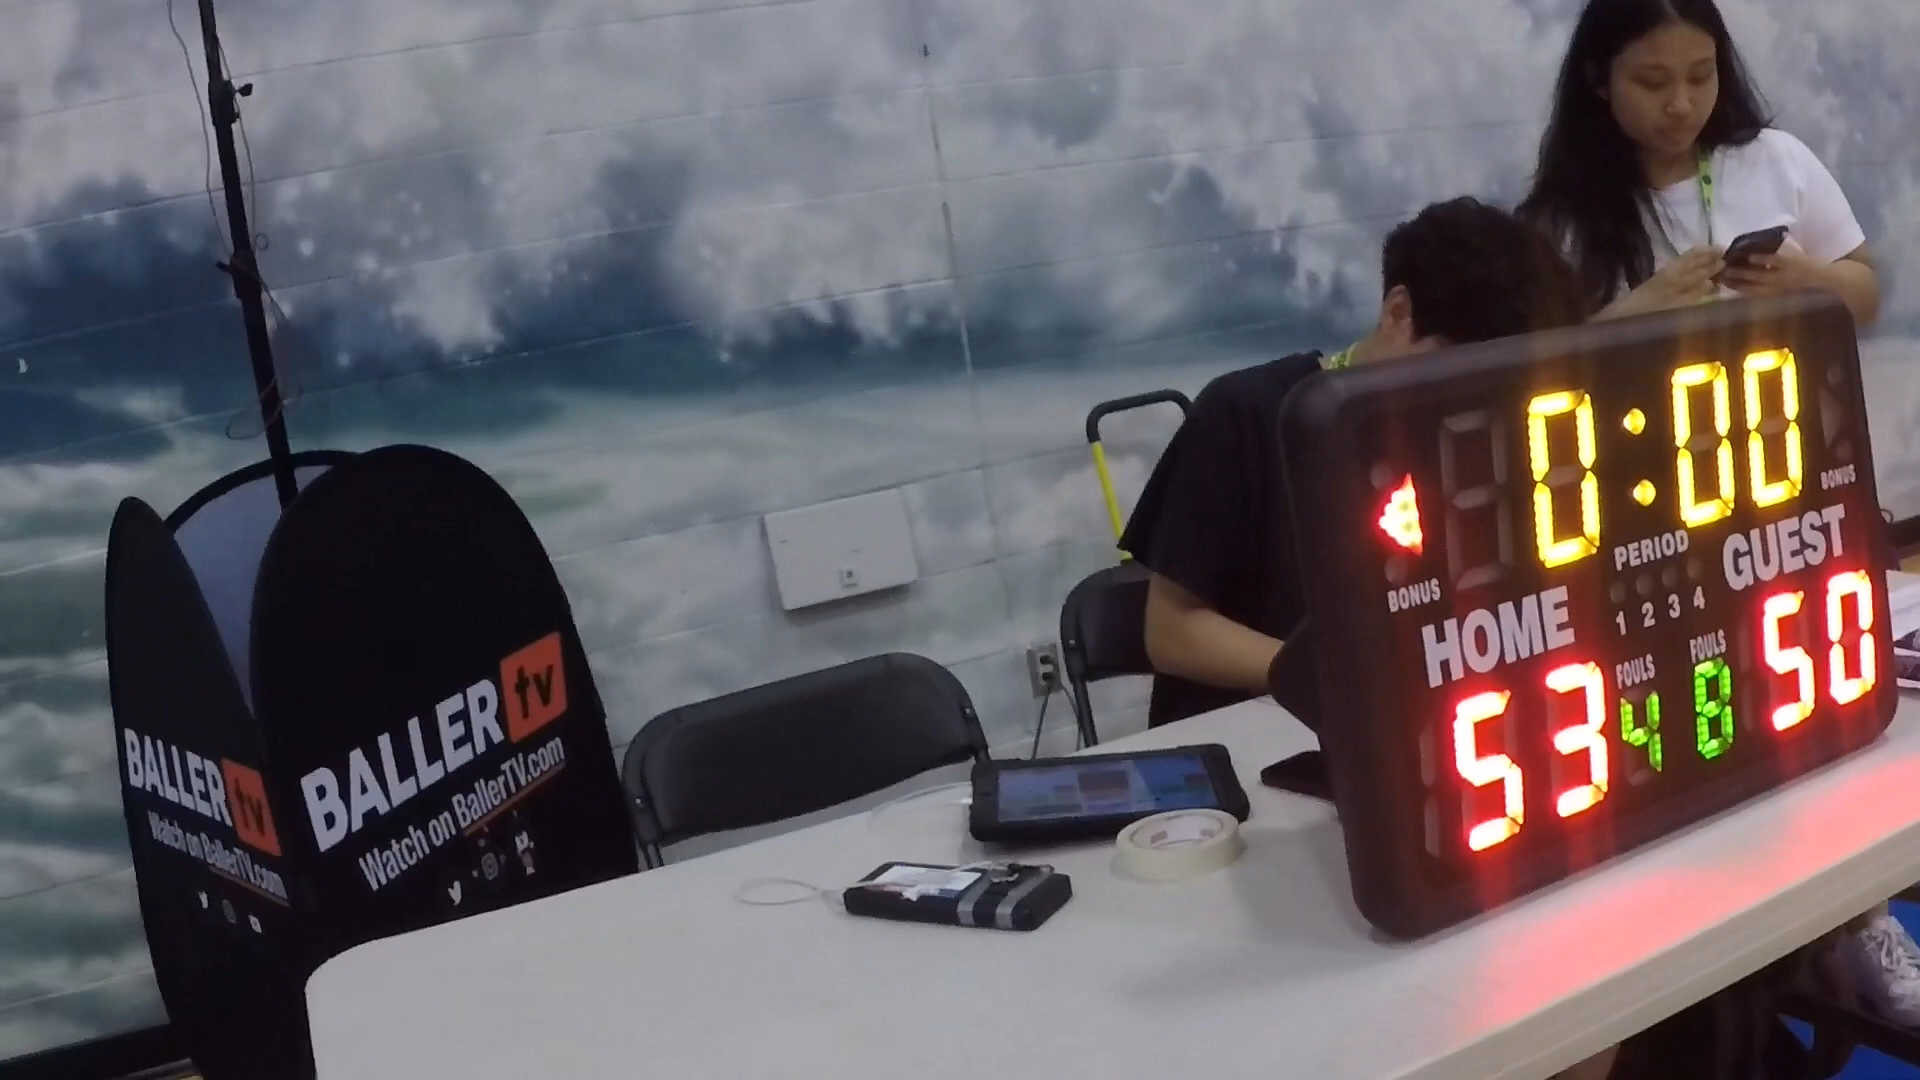 BALLER tv
Watch on BallerTV.com
BALLER tv
Watch on BallerTV.com
0:00
BONUS
BONUS
PERIOD
1 2 3 4
HOME
GUEST
FOULS
FOULS
53
4
8
50